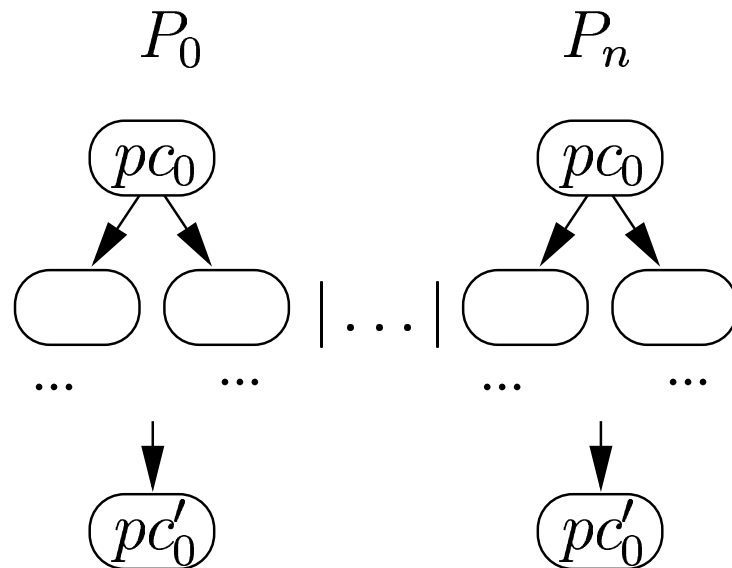 P₀ Pₙ
pc₀ pc₀
| ... |
... ... ... ...
pc′₀ pc′₀